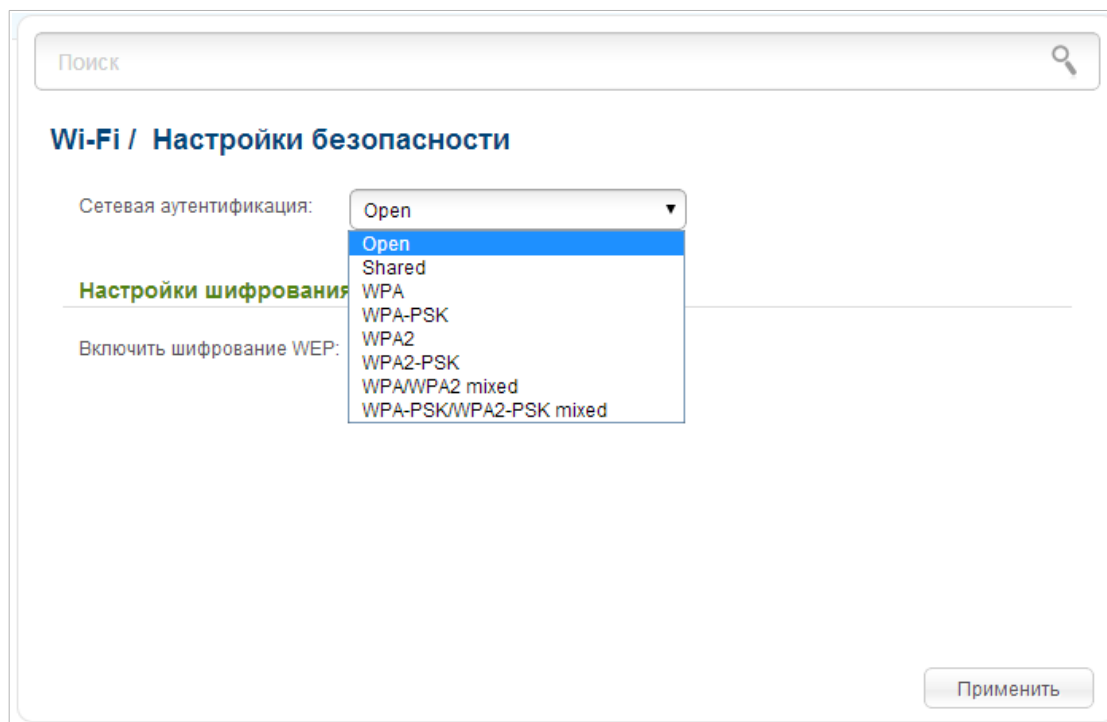 Поиск
Wi-Fi / Настройки безопасности
Сетевая аутентификация:
Open
Open
Shared
WPA
WPA-PSK
WPA2
WPA2-PSK
WPA/WPA2 mixed
WPA-PSK/WPA2-PSK mixed
Настройки шифрования
Включить шифрование WEP:
Применить